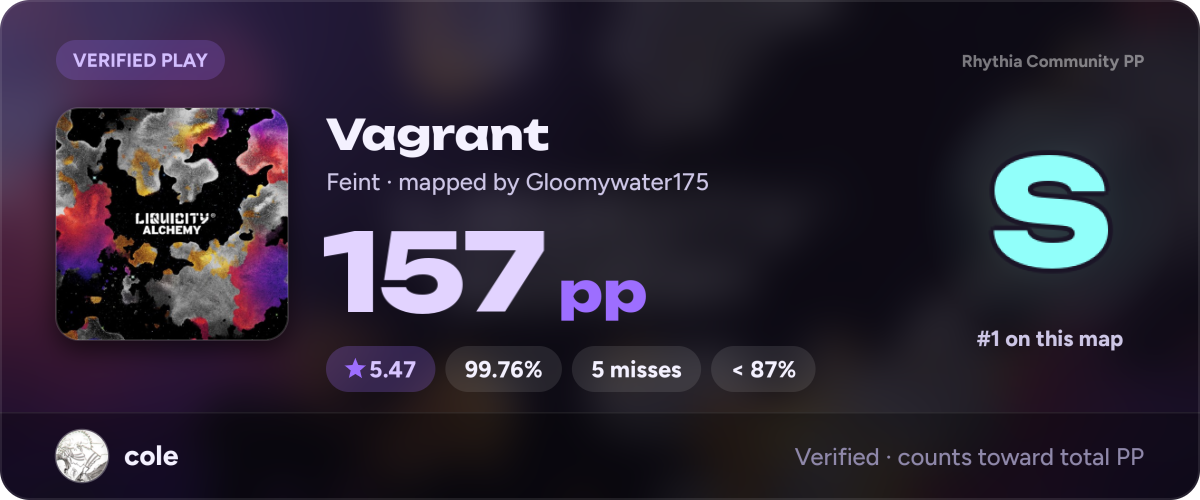 VERIFIED PLAY
Rhythia Community PP
LIQUICITY®
ALCHEMY
Vagrant
Feint · mapped by Gloomywater175
157 pp
S
#1 on this map
★ 5.47
99.76%
5 misses
< 87%
cole
Verified · counts toward total PP